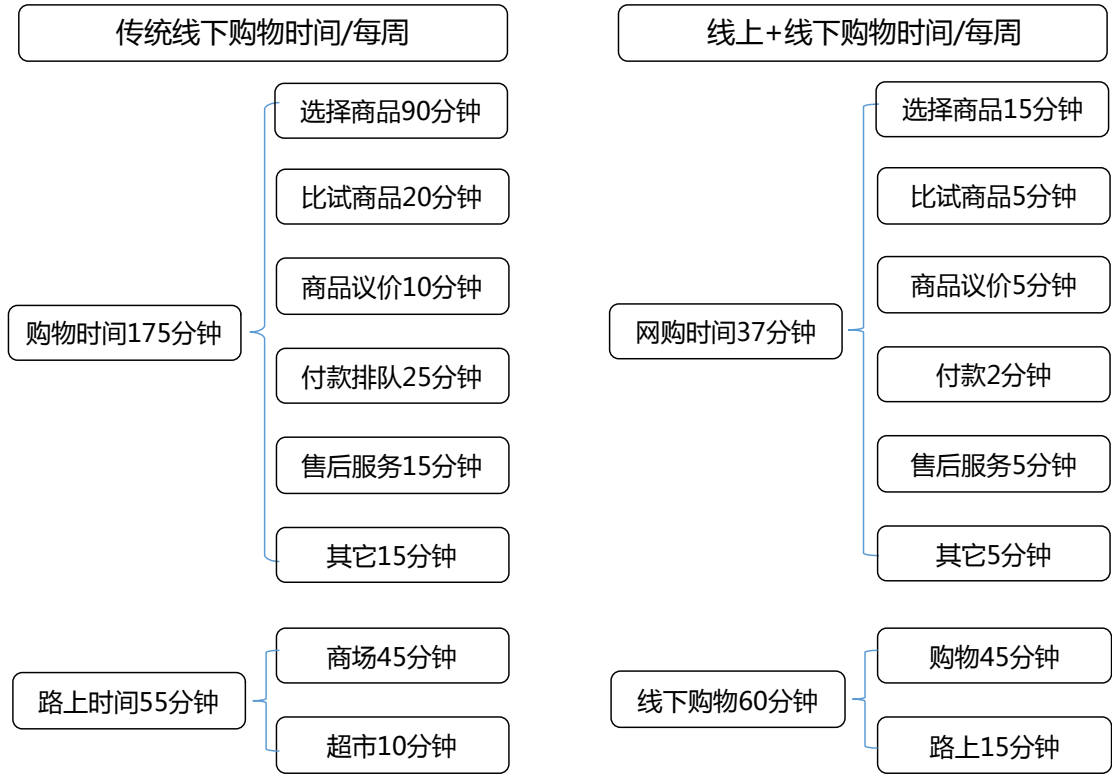 传统线下购物时间/每周
购物时间175分钟
选择商品90分钟
比试商品20分钟
商品议价10分钟
付款排队25分钟
售后服务15分钟
其它15分钟
路上时间55分钟
商场45分钟
超市10分钟
线上+线下购物时间/每周
网购时间37分钟
选择商品15分钟
比试商品5分钟
商品议价5分钟
付款2分钟
售后服务5分钟
其它5分钟
线下购物60分钟
购物45分钟
路上15分钟